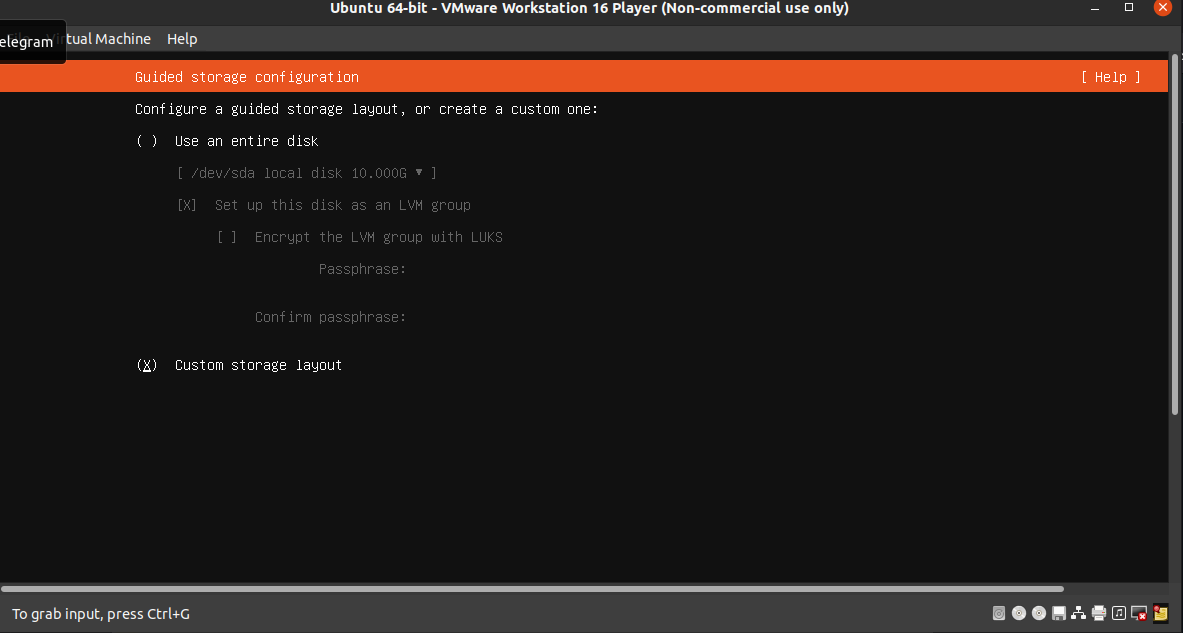 Ubuntu 64-bit - VMware Workstation 16 Player (Non-commercial use only)
elegram
tual Machine Help
Guided storage configuration [ Help ]
Configure a guided storage layout, or create a custom one:
( ) Use an entire disk
[ /dev/sda local disk 10.000G ▾ ]
[X] Set up this disk as an LVM group
[ ] Encrypt the LVM group with LUKS
Passphrase:
Confirm passphrase:
(X) Custom storage layout
To grab input, press Ctrl+G